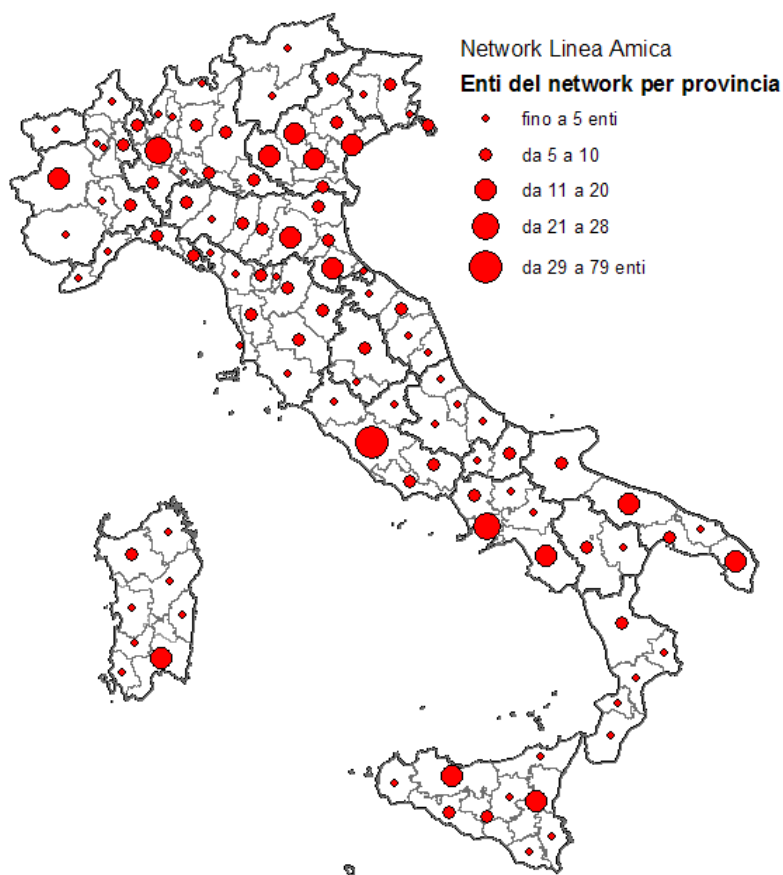 Network Linea Amica
Enti del network per provincia
fino a 5 enti
da 5 a 10
da 11 a 20
da 21 a 28
da 29 a 79 enti